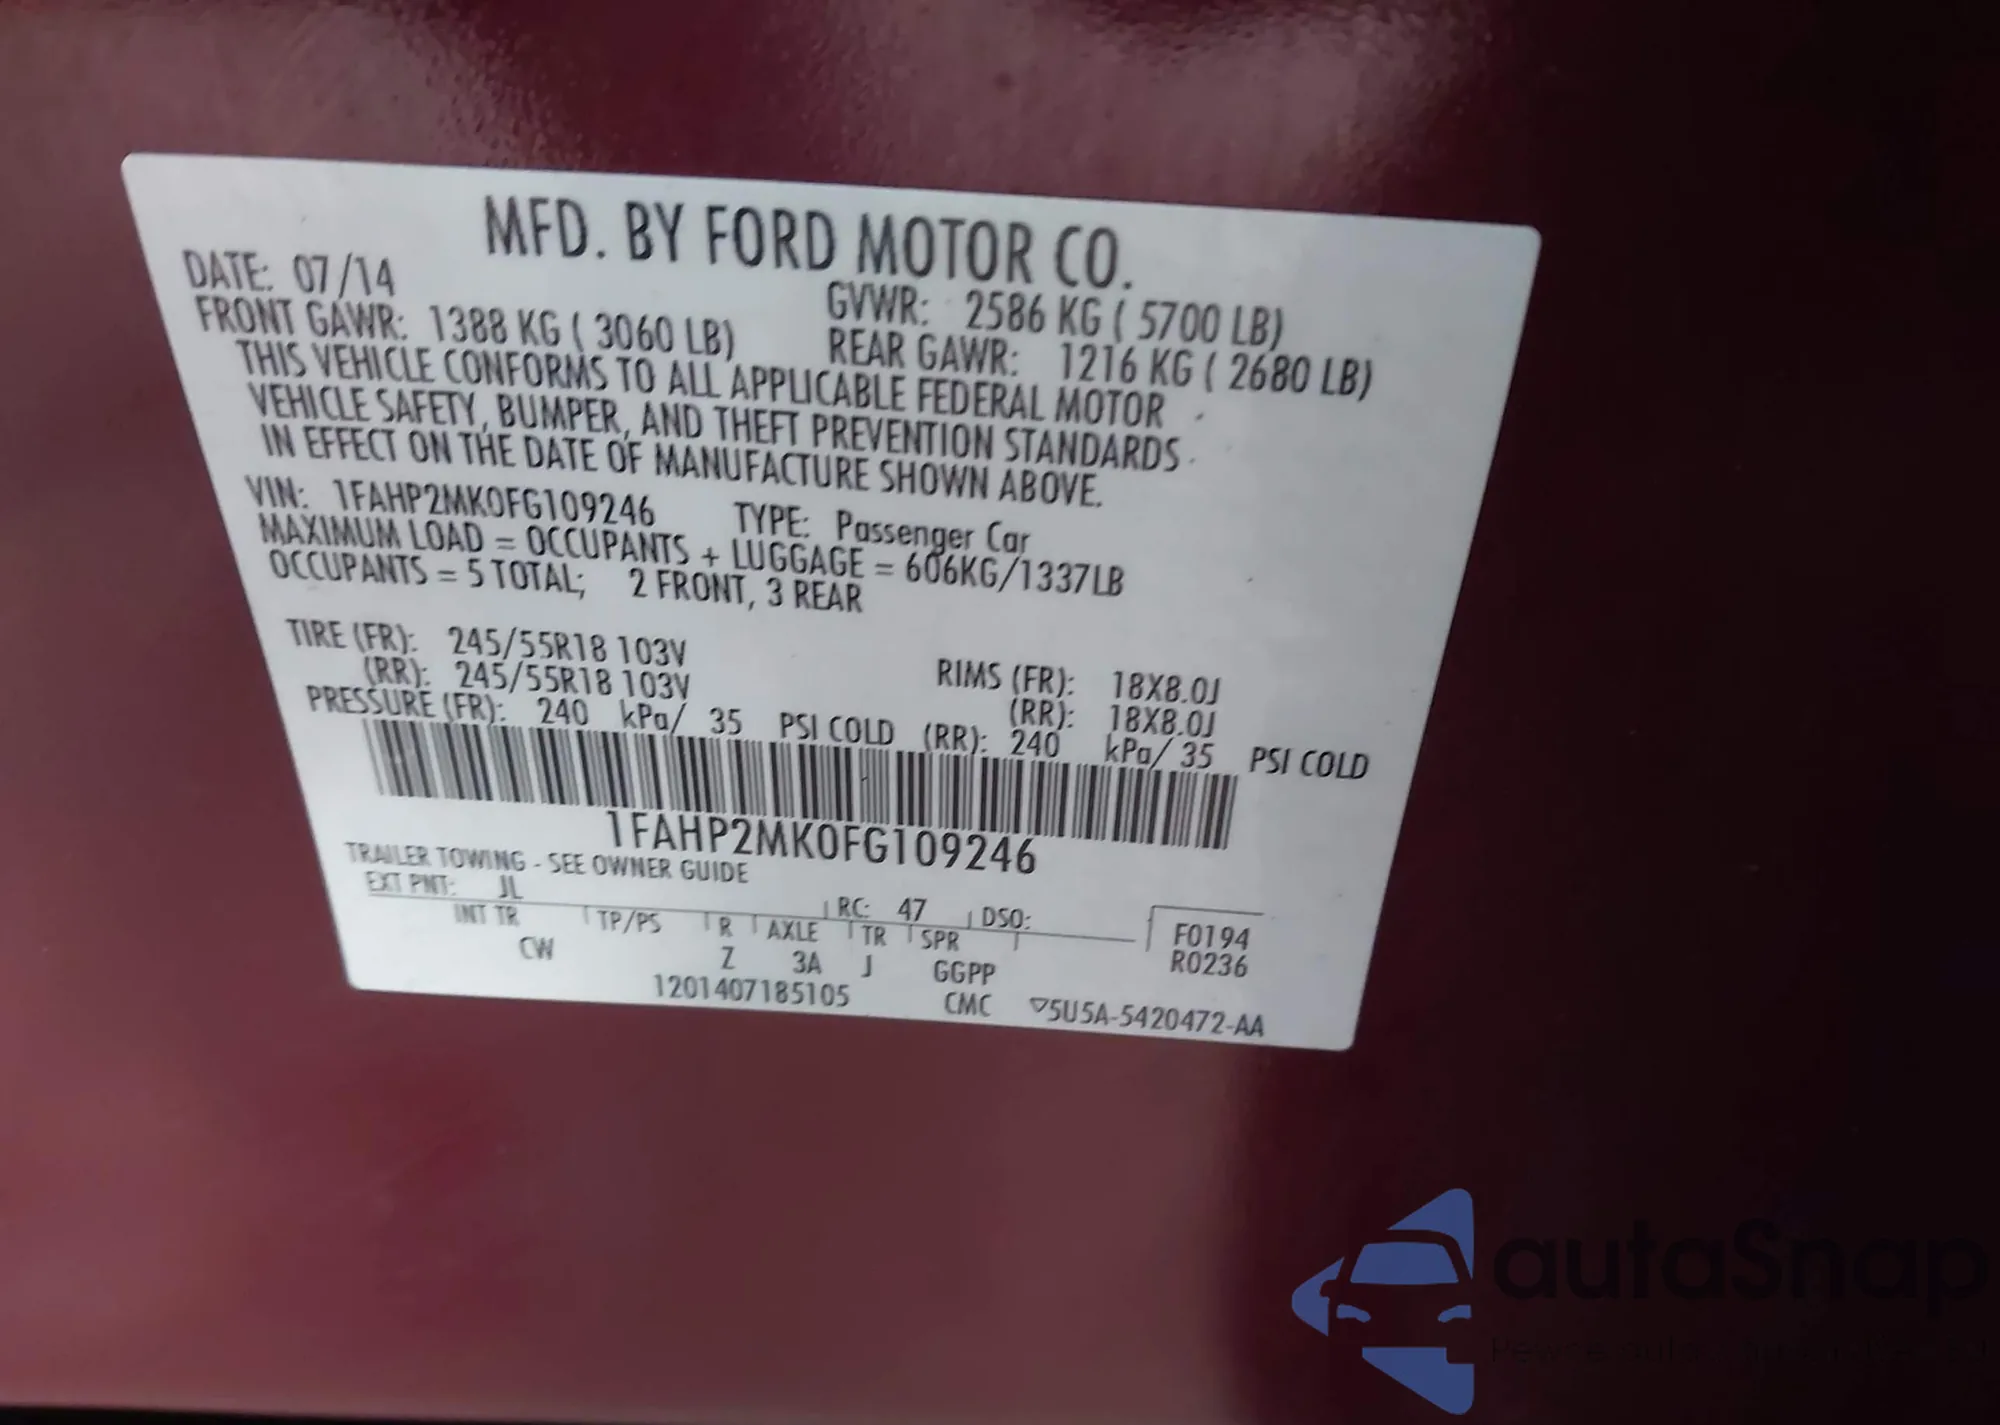 MFD. BY FORD MOTOR CO.
DATE: 07/14
GVWR: 2586 KG ( 5700 LB)
FRONT GAWR: 1388 KG ( 3060 LB)
REAR GAWR: 1216 KG ( 2680 LB)
THIS VEHICLE CONFORMS TO ALL APPLICABLE FEDERAL MOTOR
VEHICLE SAFETY, BUMPER, AND THEFT PREVENTION STANDARDS
IN EFFECT ON THE DATE OF MANUFACTURE SHOWN ABOVE.
VIN: 1FAHP2MK0FG109246 TYPE: Passenger Car
MAXIMUM LOAD = OCCUPANTS + LUGGAGE = 606KG/1337LB
OCCUPANTS = 5 TOTAL; 2 FRONT, 3 REAR
TIRE (FR): 245/55R18 103V RIMS (FR): 18X8.0J
(RR): 245/55R18 103V (RR): 18X8.0J
PRESSURE (FR): 240 kPa/ 35 PSI COLD (RR): 240 kPa/ 35 PSI COLD
1FAHP2MK0FG109246
TRAILER TOWING - SEE OWNER GUIDE
EXT PNT: JL RC: 47 DSO:
INT TR TP/PS R AXLE TR SPR F0194
CW Z 3A J GGPP R0236
1201407185105 CMC ▽5U5A-5420472-AA
autaSnap